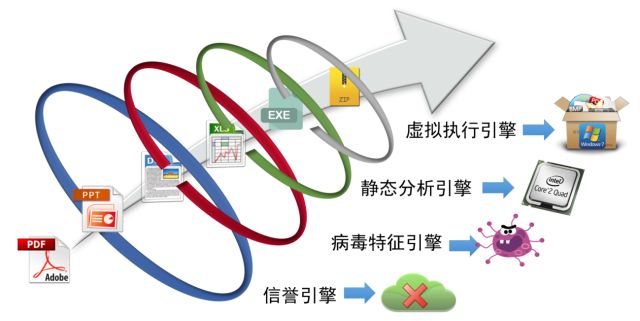 ZIP
EXE
XLS
PPT
PDF
Adobe
虚拟执行引擎
Windows 7
静态分析引擎
intel
Core 2 Quad
病毒特征引擎
信誉引擎